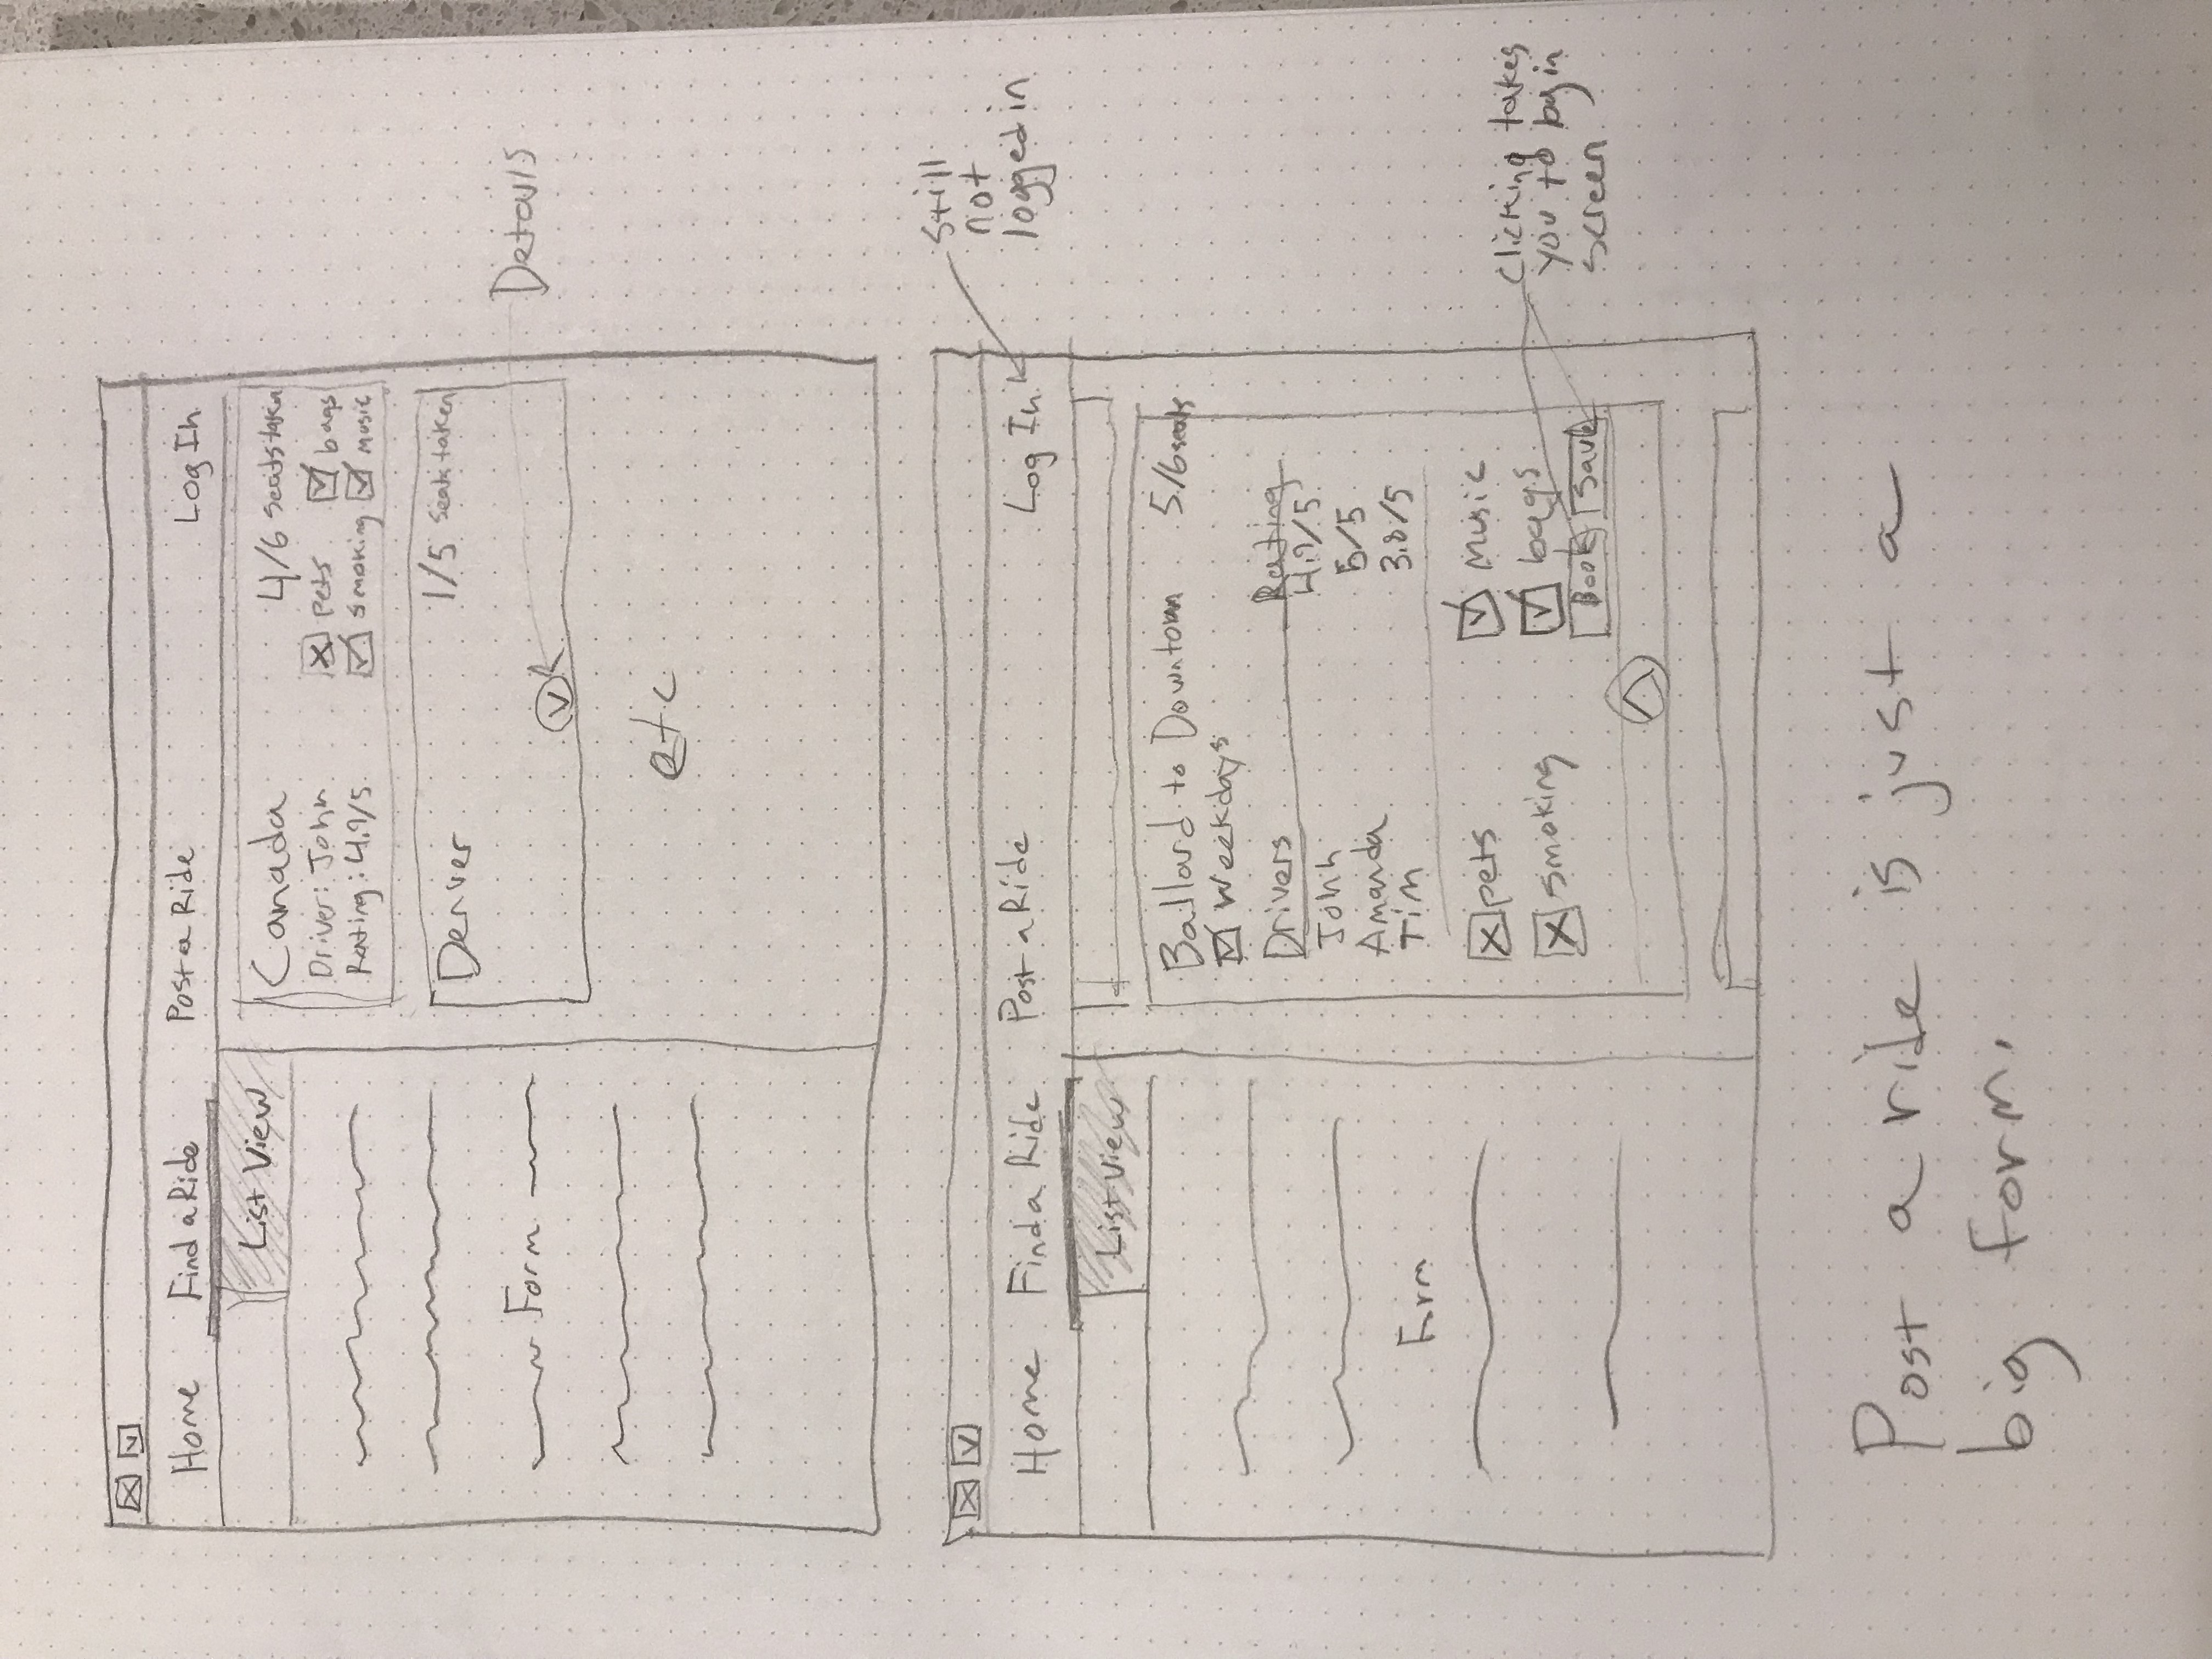 Home Find a Ride Post a Ride Log In
List View
Canada 4/6 seats taken
Driver: John pets bags
Rating: 4.9/5 smoking music
Denver 1/5 seats taken
Form
Details
etc
still
not
logged in
Home Find a Ride Post a Ride Log In
List View
Ballard to Downtown 5/6 seats
Weekdays
Drivers Rating
John 4.9/5
Amanda 5/5
Tim 3.8/5
Form
pets music
smoking bags
Book Save
Clicking takes
you to log in
screen
Post a ride is just a
big form.